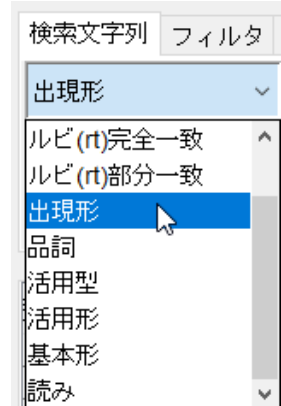 検索文字列 フィルタ
出現形
ルビ(rt)完全一致
ルビ(rt)部分一致
出現形
品詞
活用型
活用形
基本形
読み